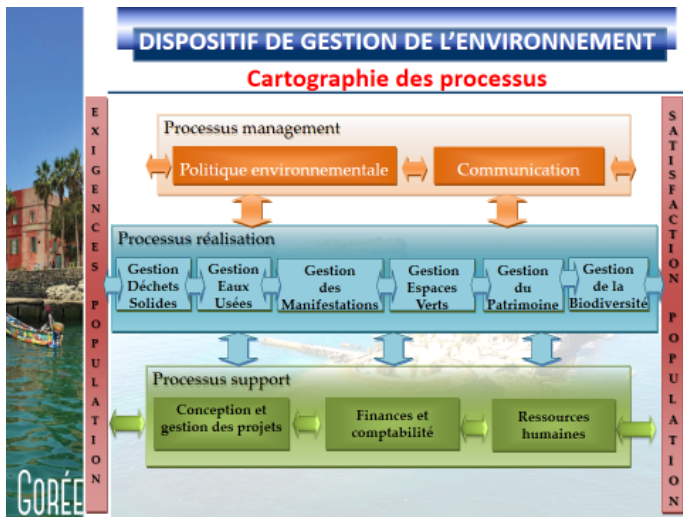 DISPOSITIF DE GESTION DE L'ENVIRONNEMENT
Cartographie des processus
EXIGENCES POPULATION
Processus management
Politique environnementale
Communication
Processus réalisation
Gestion
Déchets
Solides
Gestion
Eaux
Usées
Gestion
des
Manifestations
Gestion
Espaces
Verts
Gestion
du
Patrimoine
Gestion
de la
Biodiversité
Processus support
Conception et
gestion des projets
Finances et
comptabilité
Ressources
humaines
SATISFACTION POPULATION
GORÉE